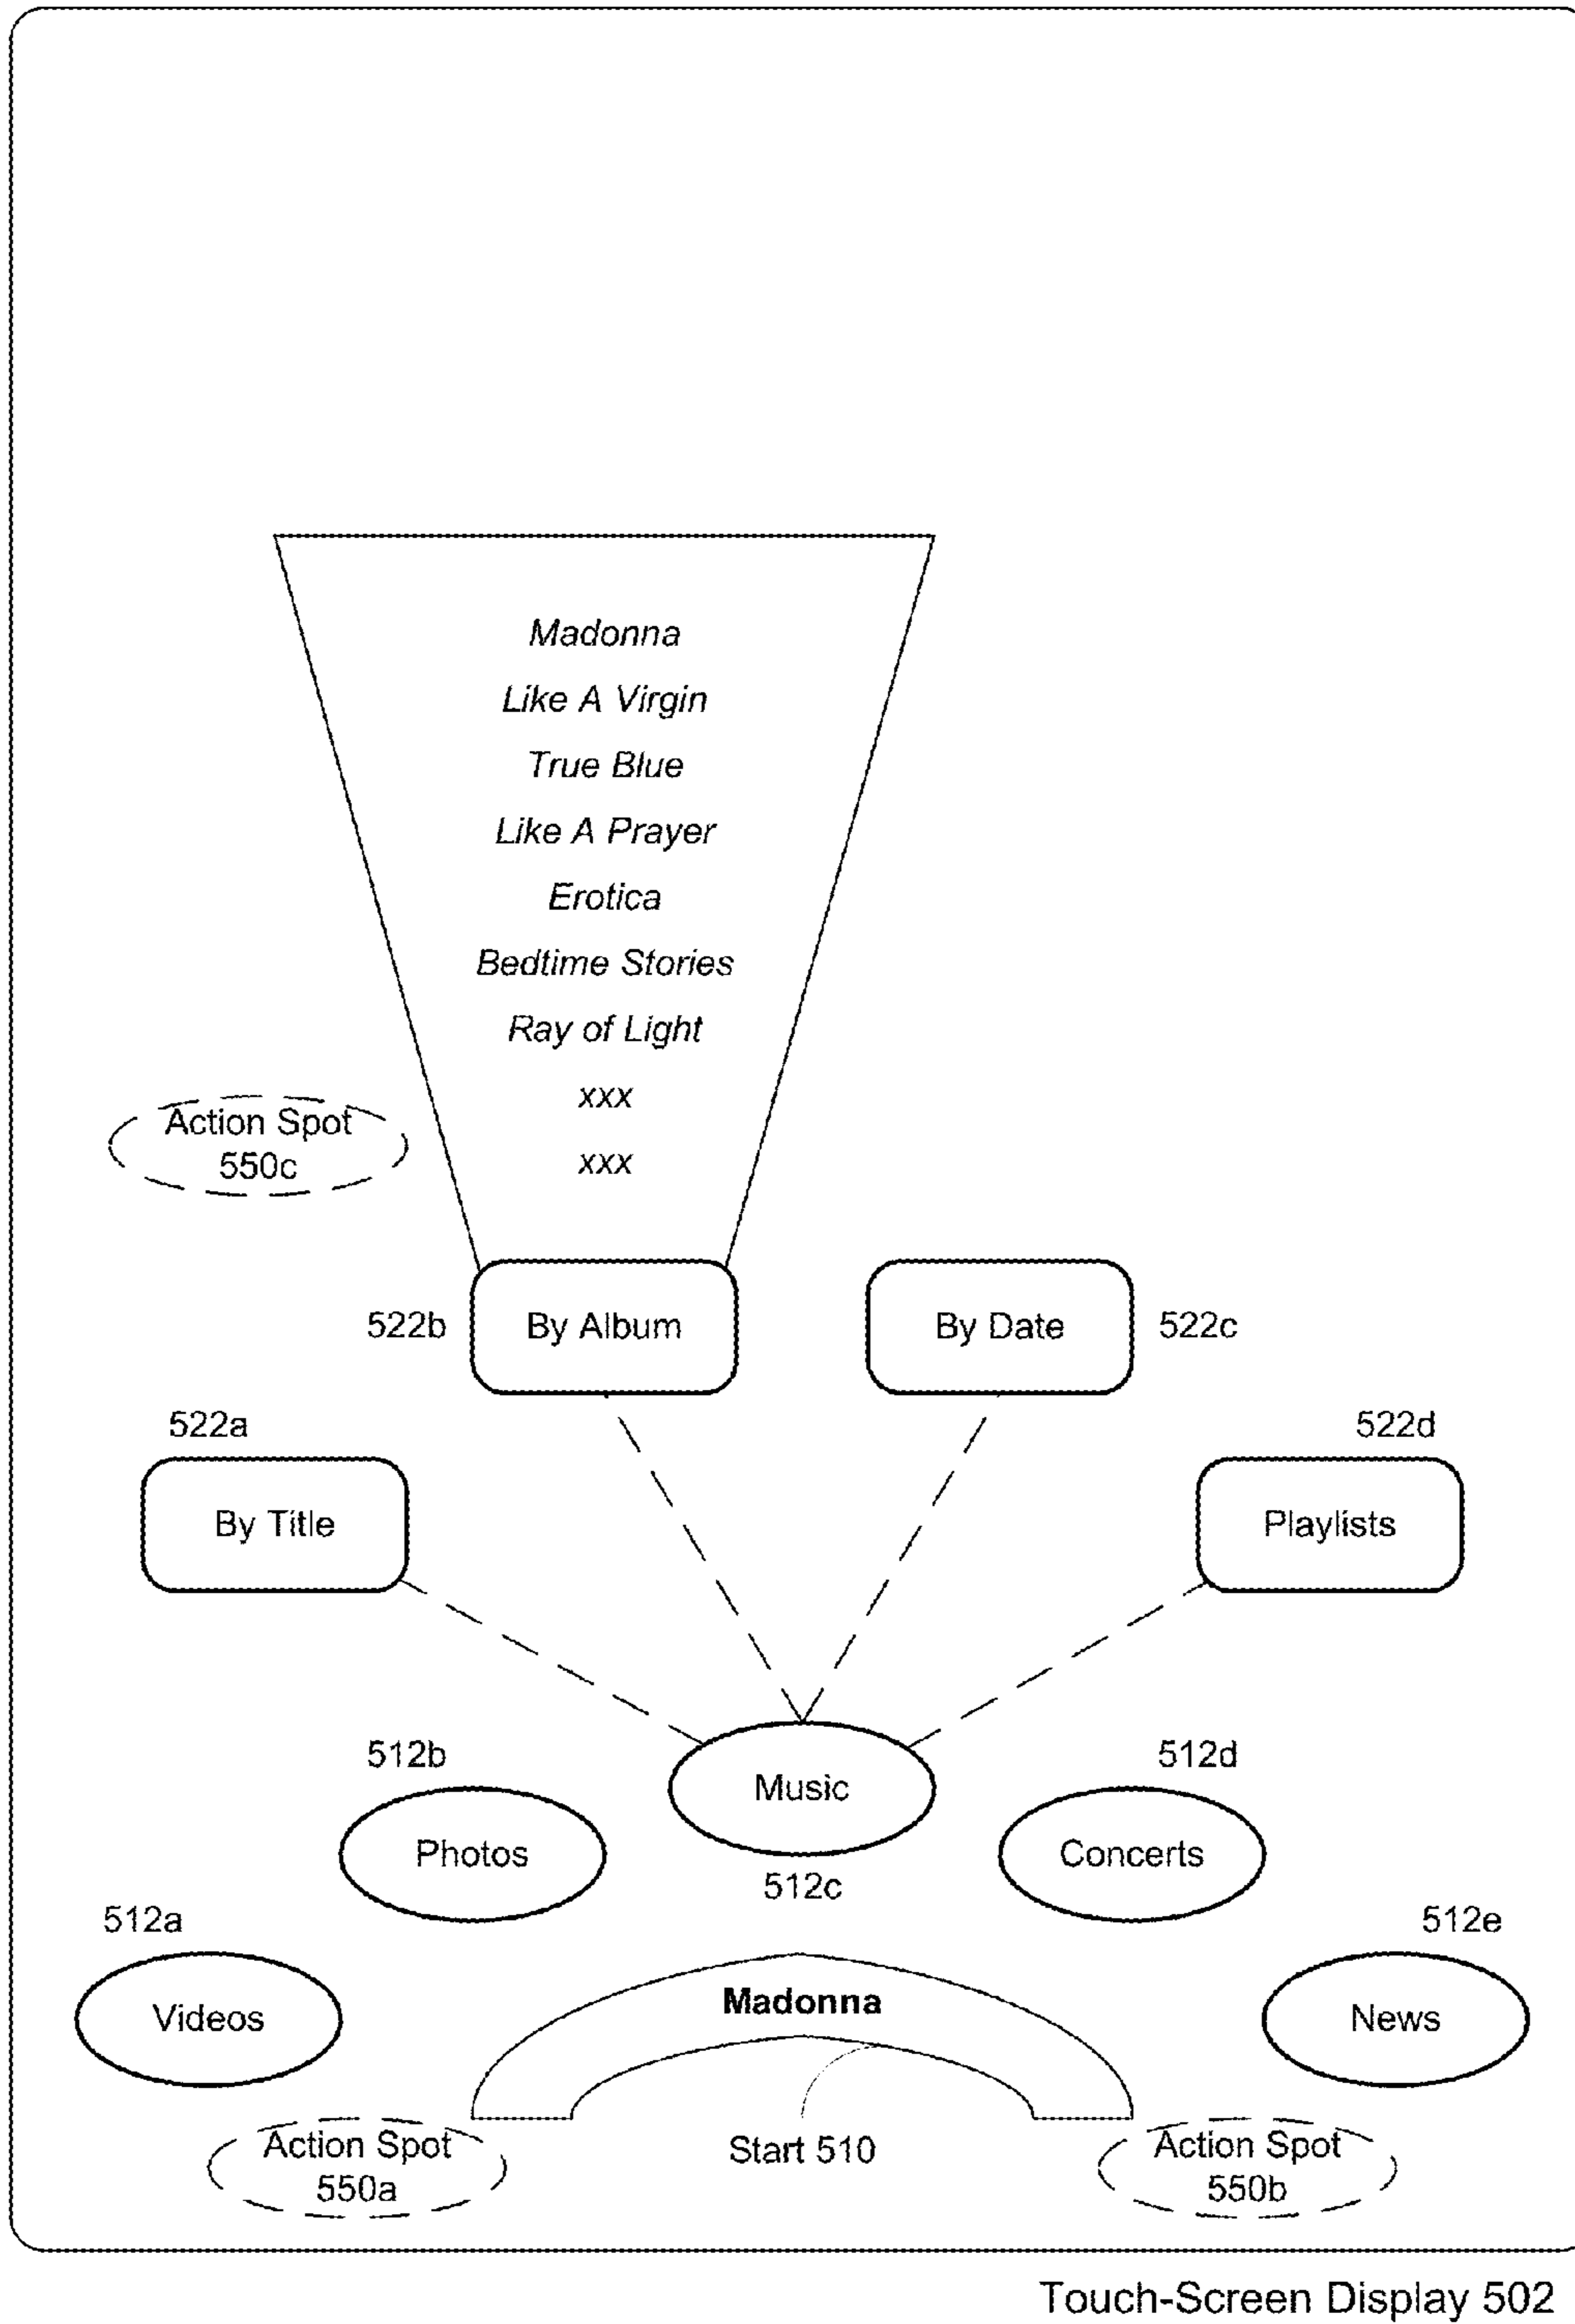 Madonna
Like A Virgin
True Blue
Like A Prayer
Erotica
Bedtime Stories
Ray of Light
xxx
Action Spot
550c
xxx
522b
By Album
By Date
522c
522a
522d
By Title
Playlists
512b
512d
Music
Photos
Concerts
512c
512a
512e
Madonna
Videos
News
Action Spot
550a
Start 510
Action Spot
550b
Touch-Screen Display 502